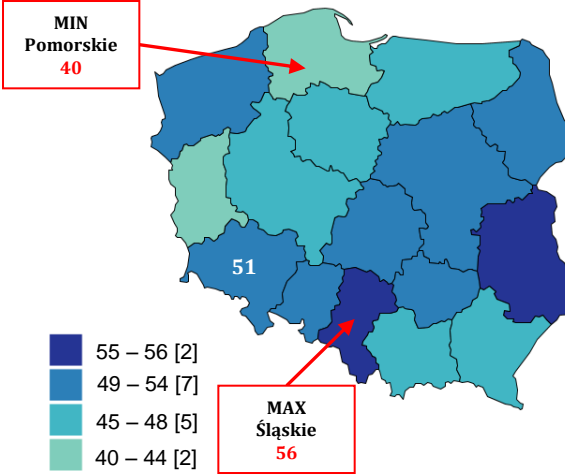 MIN
Pomorskie
40
51
55 – 56 [2]
49 – 54 [7]
45 – 48 [5]
40 – 44 [2]
MAX
Śląskie
56